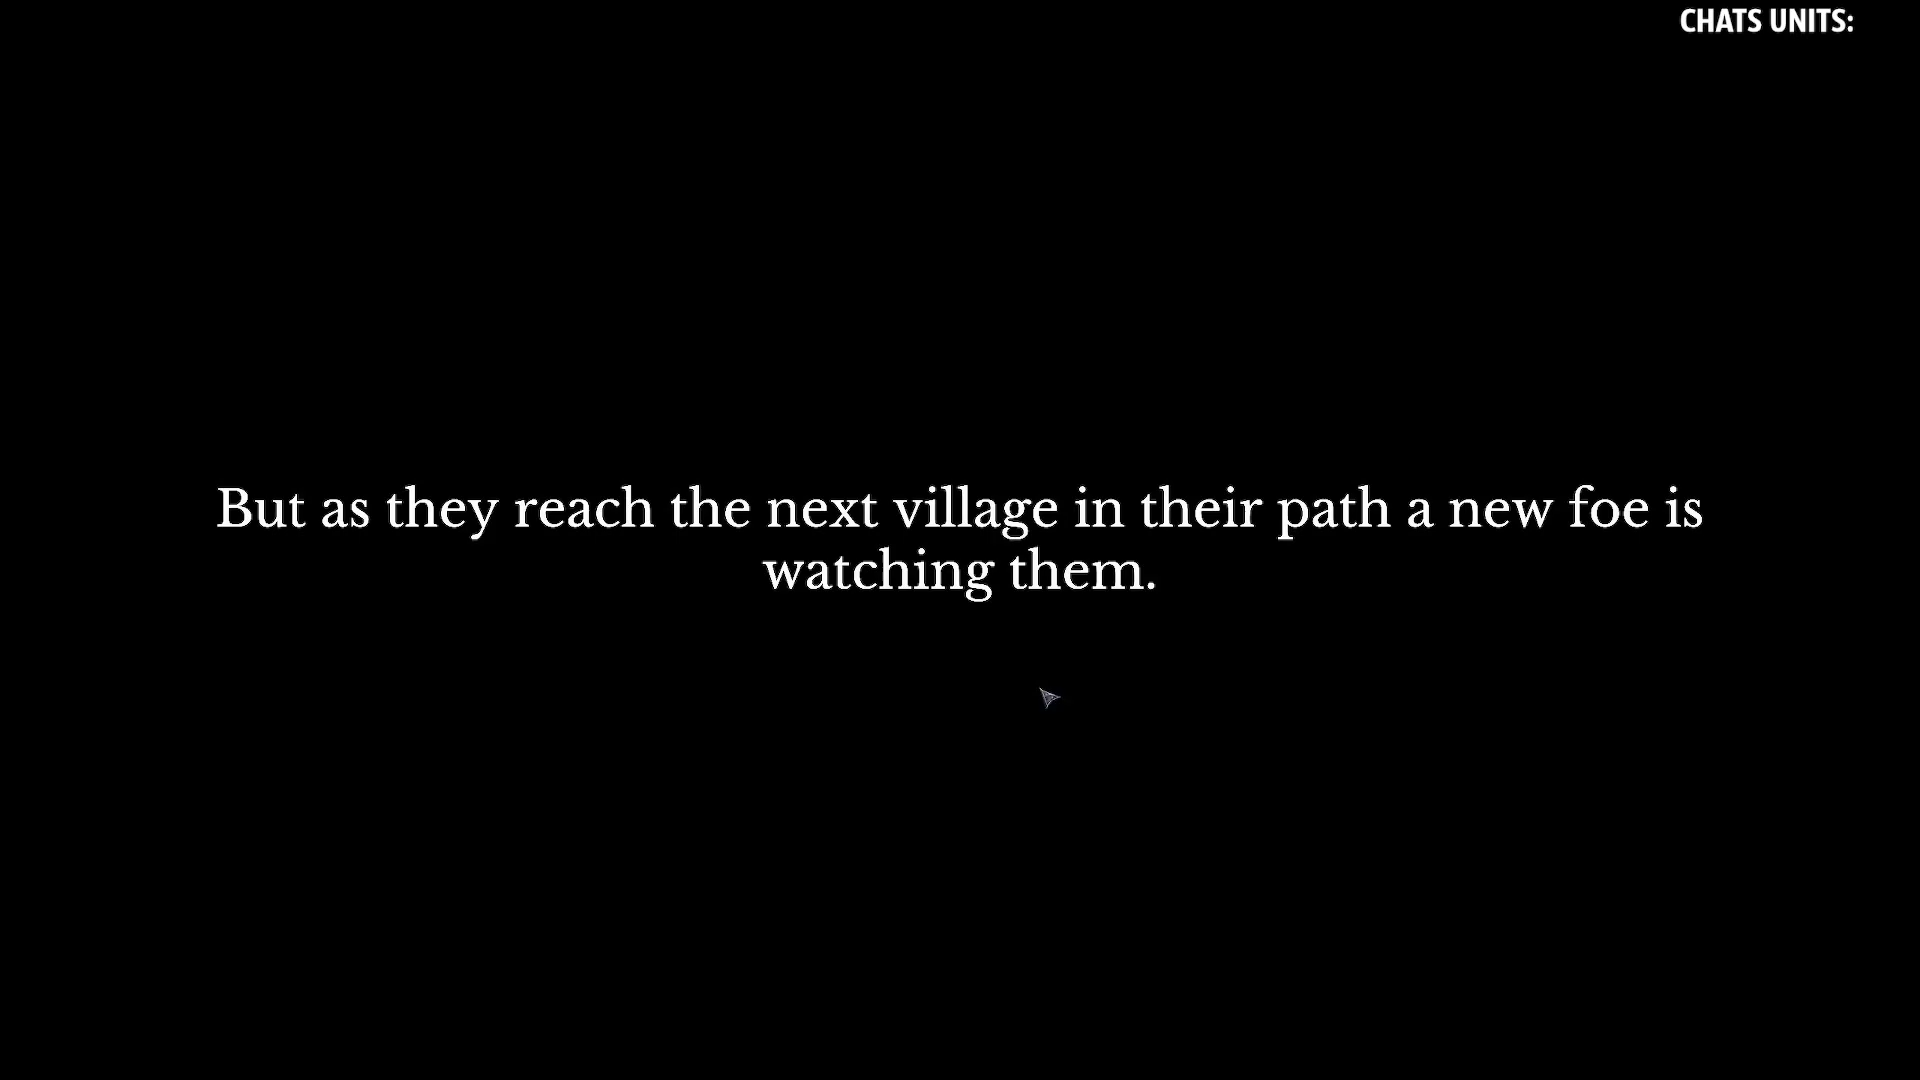 CHATS UNITS:
But as they reach the next village in their path a new foe is
watching them.